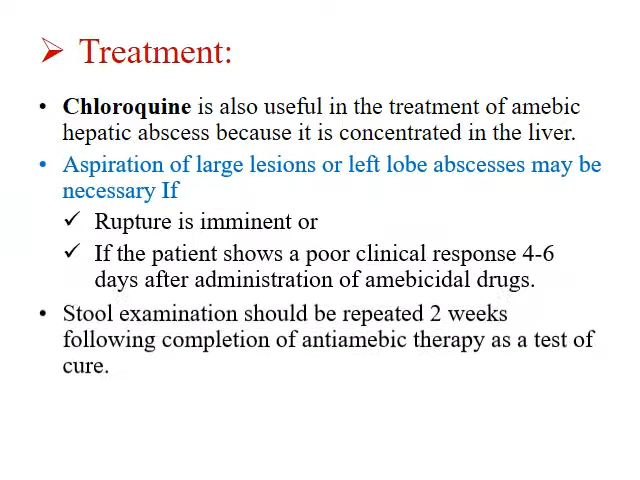 ➢ Treatment:
• Chloroquine is also useful in the treatment of amebic
hepatic abscess because it is concentrated in the liver.
• Aspiration of large lesions or left lobe abscesses may be
necessary If
✓ Rupture is imminent or
✓ If the patient shows a poor clinical response 4-6
days after administration of amebicidal drugs.
• Stool examination should be repeated 2 weeks
following completion of antiamebic therapy as a test of
cure.